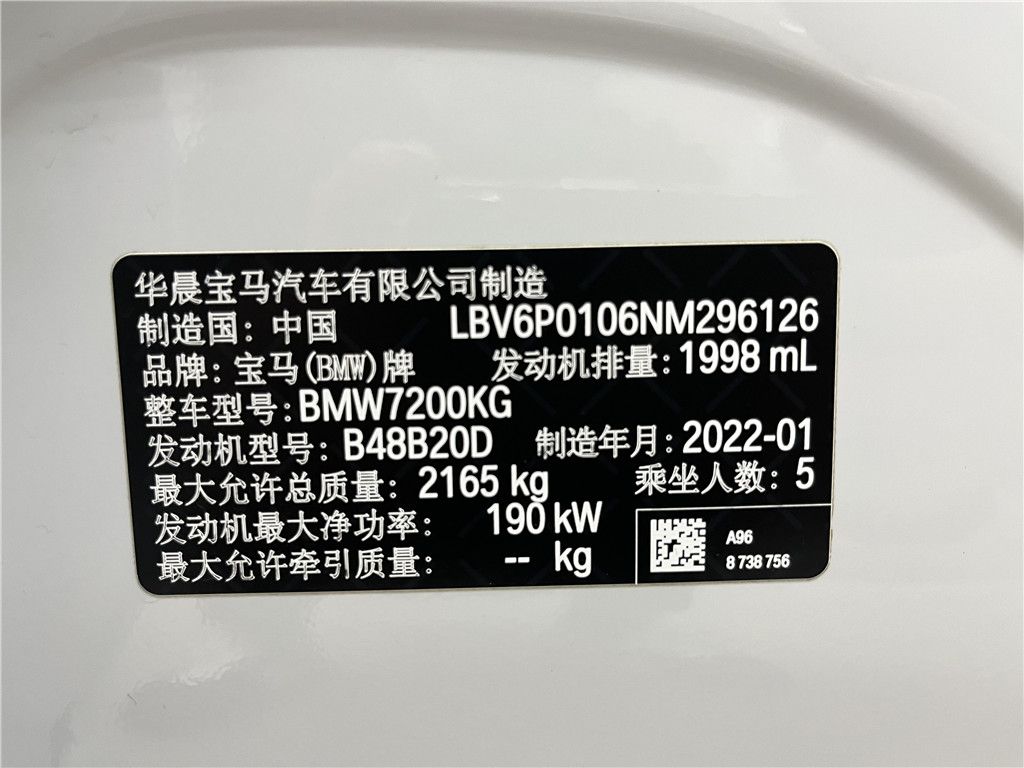 华晨宝马汽车有限公司制造
制造国：中国 LBV6P0106NM296126
品牌：宝马(BMW)牌 发动机排量：1998 mL
整车型号：BMW7200KG
发动机型号：B48B20D 制造年月：2022-01
最大允许总质量：2165 kg 乘坐人数：5
发动机最大净功率：190 kW
最大允许牵引质量：-- kg
A96
8 738 756